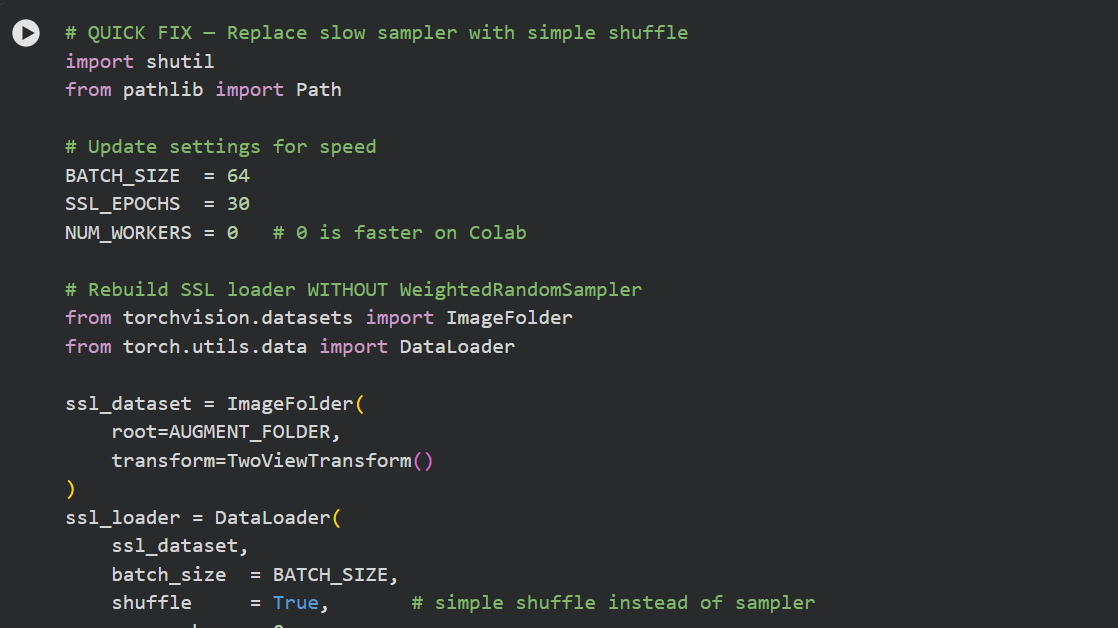 # QUICK FIX — Replace slow sampler with simple shuffle
import shutil
from pathlib import Path

# Update settings for speed
BATCH_SIZE  = 64
SSL_EPOCHS  = 30
NUM_WORKERS = 0   # 0 is faster on Colab

# Rebuild SSL loader WITHOUT WeightedRandomSampler
from torchvision.datasets import ImageFolder
from torch.utils.data import DataLoader

ssl_dataset = ImageFolder(
    root=AUGMENT_FOLDER,
    transform=TwoViewTransform()
)
ssl_loader = DataLoader(
    ssl_dataset,
    batch_size  = BATCH_SIZE,
    shuffle     = True,       # simple shuffle instead of sampler